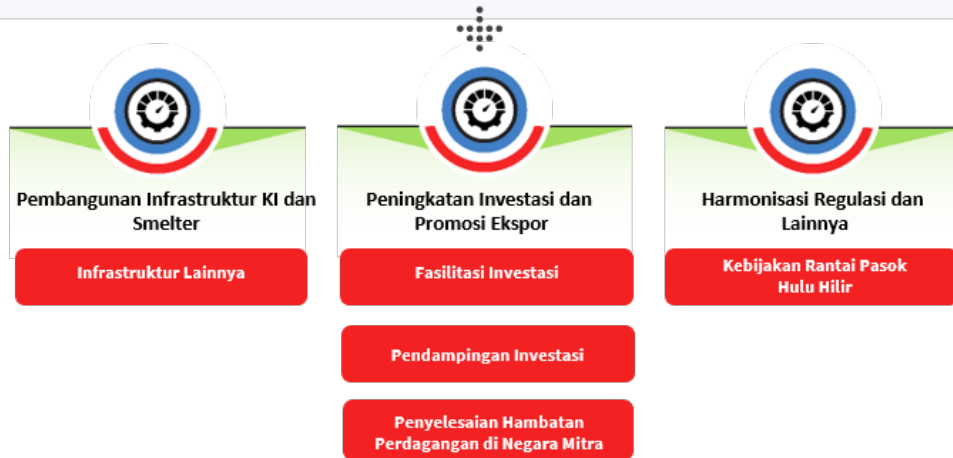 Pembangunan Infrastruktur KI dan
Smelter
Infrastruktur Lainnya
Peningkatan Investasi dan
Promosi Ekspor
Fasilitasi Investasi
Pendampingan Investasi
Penyelesaian Hambatan
Perdagangan di Negara Mitra
Harmonisasi Regulasi dan
Lainnya
Kebijakan Rantai Pasok
Hulu Hilir